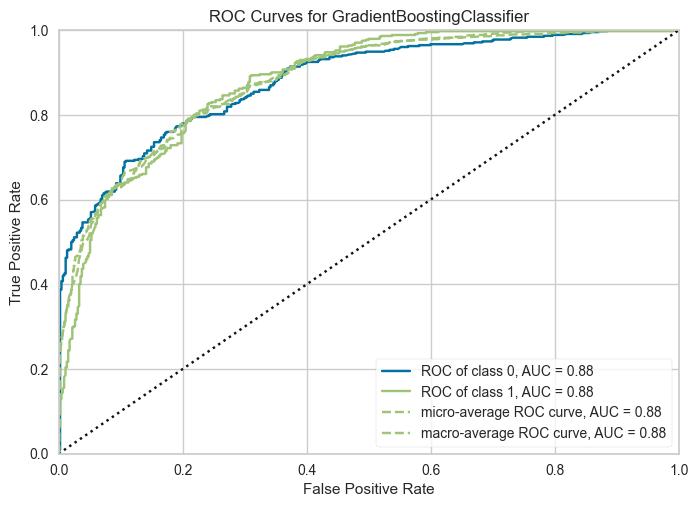 ROC Curves for GradientBoostingClassifier
1.0
0.8
0.6
0.4
0.2
0.0
True Positive Rate
ROC of class 0, AUC = 0.88
ROC of class 1, AUC = 0.88
micro-average ROC curve, AUC = 0.88
macro-average ROC curve, AUC = 0.88
0.0 0.2 0.4 0.6 0.8 1.0
False Positive Rate